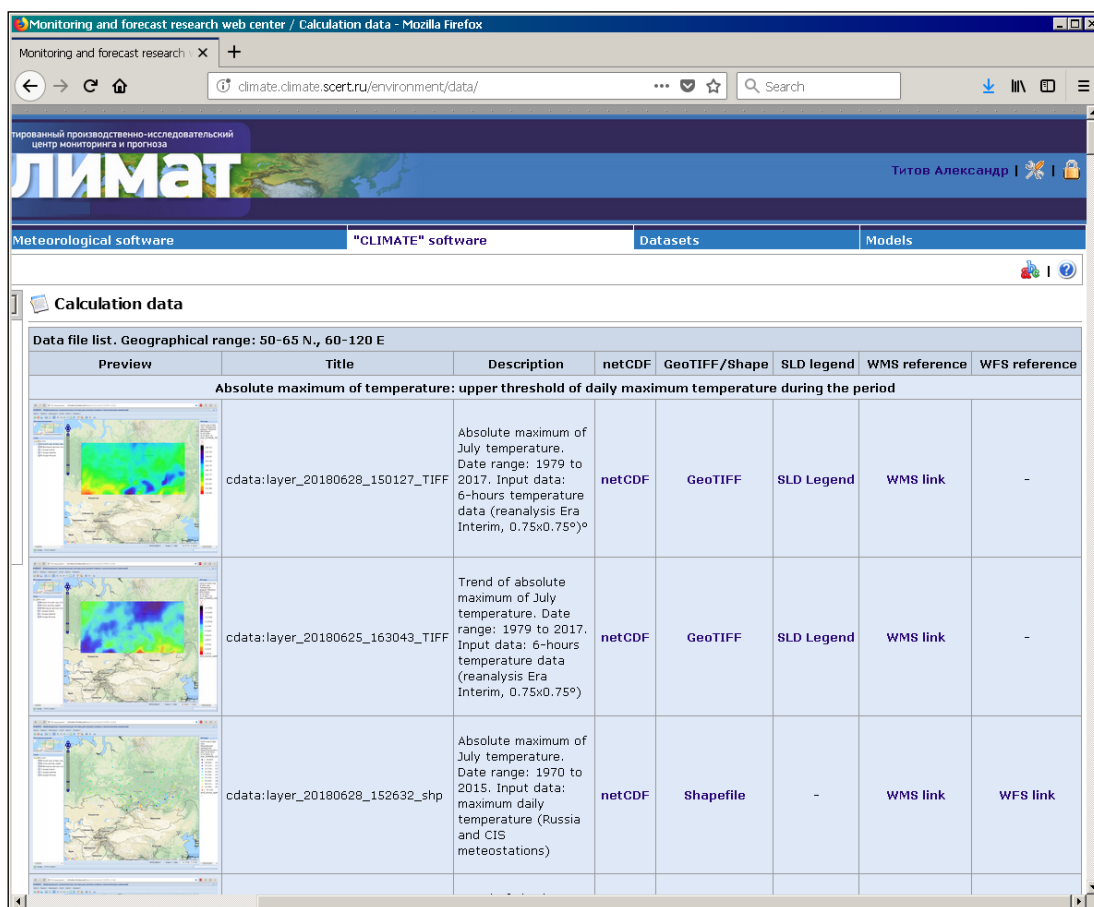 Monitoring and forecast research web center / Calculation data - Mozilla Firefox
Monitoring and forecast research
climate.climate.scert.ru/environment/data/
Search
тированный производственно-исследовательский
центр мониторинга и прогноза
ЛИМАТ
Титов Александр | |
Meteorological software "CLIMATE" software Datasets Models
Calculation data
Data file list. Geographical range: 50-65 N., 60-120 E
Preview Title Description netCDF GeoTIFF/Shape SLD legend WMS reference WFS reference
Absolute maximum of temperature: upper threshold of daily maximum temperature during the period
Absolute maximum of
July temperature.
Date range: 1979 to
cdata:layer_20180628_150127_TIFF 2017. Input data: netCDF GeoTIFF SLD Legend WMS link -
6-hours temperature
data (reanalysis Era
Interim, 0.75x0.75º)º
Trend of absolute
maximum of July
temperature. Date
range: 1979 to 2017.
cdata:layer_20180625_163043_TIFF Input data: 6-hours netCDF GeoTIFF SLD Legend WMS link -
temperature data
(reanalysis Era
Interim, 0.75x0.75º)
Absolute maximum of
July temperature.
Date range: 1970 to
cdata:layer_20180628_152632_shp 2015. Input data: netCDF Shapefile - WMS link WFS link
maximum daily
temperature (Russia
and CIS
meteostations)